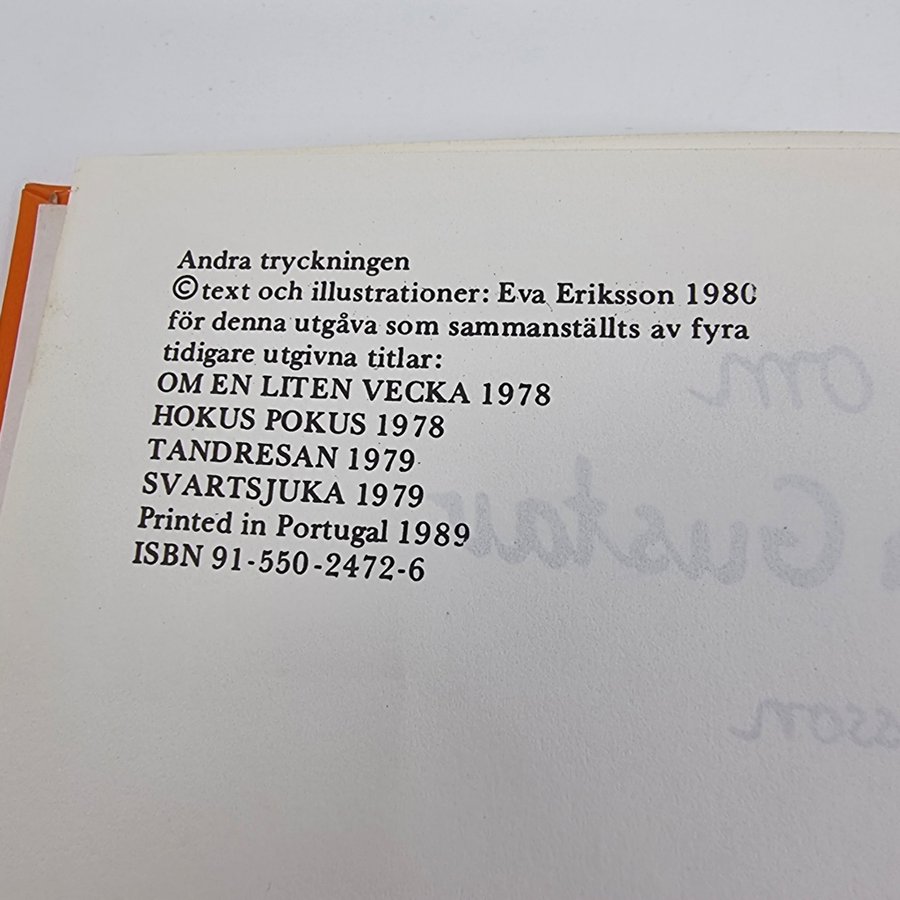 Andra tryckningen
© text och illustrationer: Eva Eriksson 1980
för denna utgåva som sammanställts av fyra
tidigare utgivna titlar:
OM EN LITEN VECKA 1978
HOKUS POKUS 1978
TANDRESAN 1979
SVARTSJUKA 1979
Printed in Portugal 1989
ISBN 91-550-2472-6
om
Gustav